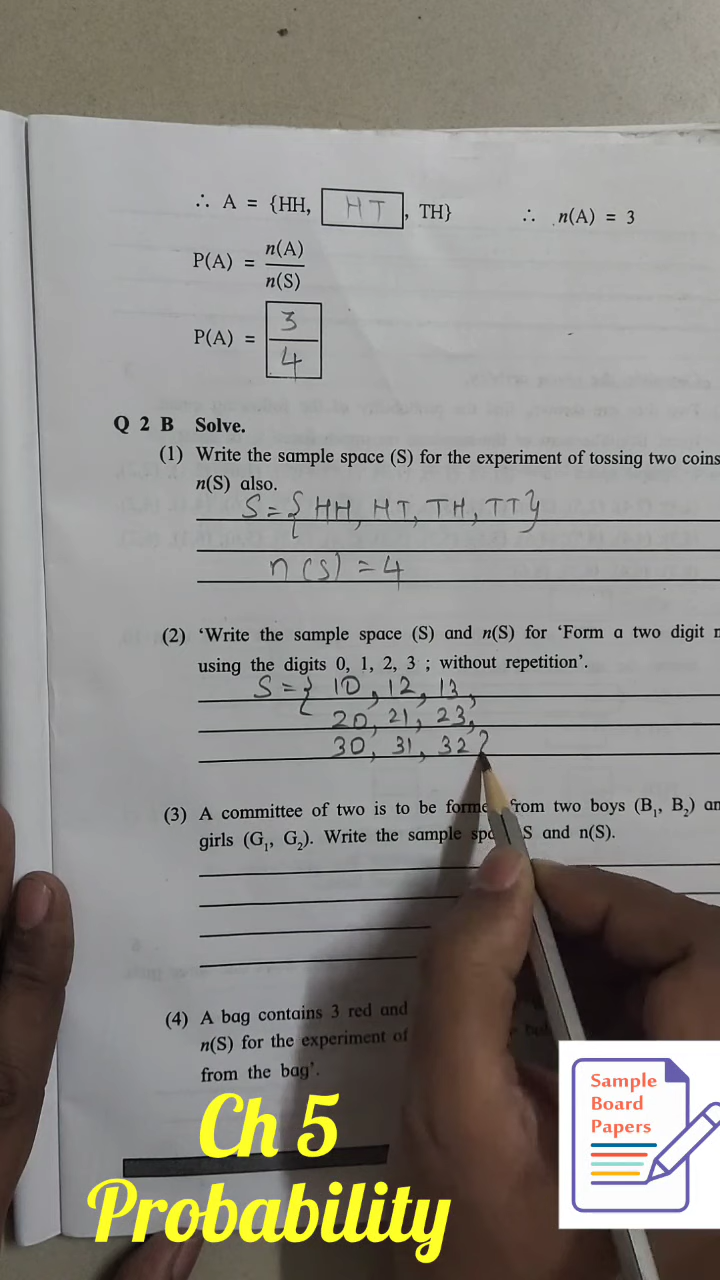 ∴ A = {HH, HT, TH} ∴ n(A) = 3
P(A) = n(A)/n(S)
P(A) = 3/4
Q 2 B Solve.
(1) Write the sample space (S) for the experiment of tossing two coins
n(S) also.
S = { HH, HT, TH, TT}
n(S) = 4
(2) 'Write the sample space (S) and n(S) for 'Form a two digit
using the digits 0, 1, 2, 3 ; without repetition'.
S = { 10, 12, 13,
20, 21, 23,
30, 31, 32}
(3) A committee of two is to be formed from two boys (B₁, B₂)
girls (G₁, G₂). Write the sample S and n(S).
(4) A bag contains 3 red and
n(S) for the experiment of
from the bag'.
Ch 5
Probability
Sample
Board
Papers